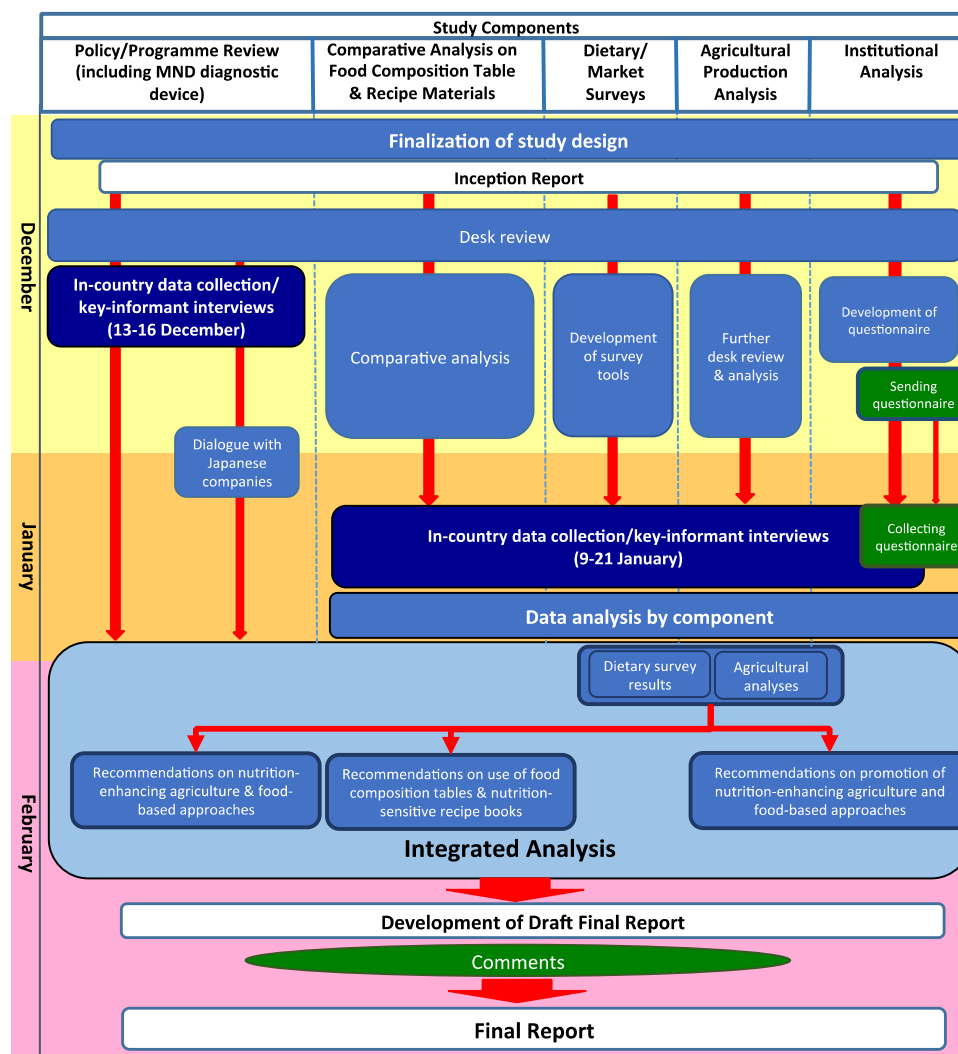 Study Components
Policy/Programme Review
(including MND diagnostic
device)
Comparative Analysis on
Food Composition Table
& Recipe Materials
Dietary/
Market
Surveys
Agricultural
Production
Analysis
Institutional
Analysis
December
Finalization of study design
Inception Report
Desk review
In-country data collection/
key-informant interviews
(13-16 December)
Comparative analysis
Development
of survey
tools
Further
desk review
& analysis
Development of
questionnaire
Sending
questionnaire
Dialogue with
Japanese
companies
January
In-country data collection/key-informant interviews
(9-21 January)
Collecting
questionnaire
Data analysis by component
February
Dietary survey
results
Agricultural
analyses
Recommendations on nutrition-
enhancing agriculture & food-
based approaches
Recommendations on use of food
composition tables & nutrition-
sensitive recipe books
Recommendations on promotion of
nutrition-enhancing agriculture and
food-based approaches
Integrated Analysis
Development of Draft Final Report
Comments
Final Report